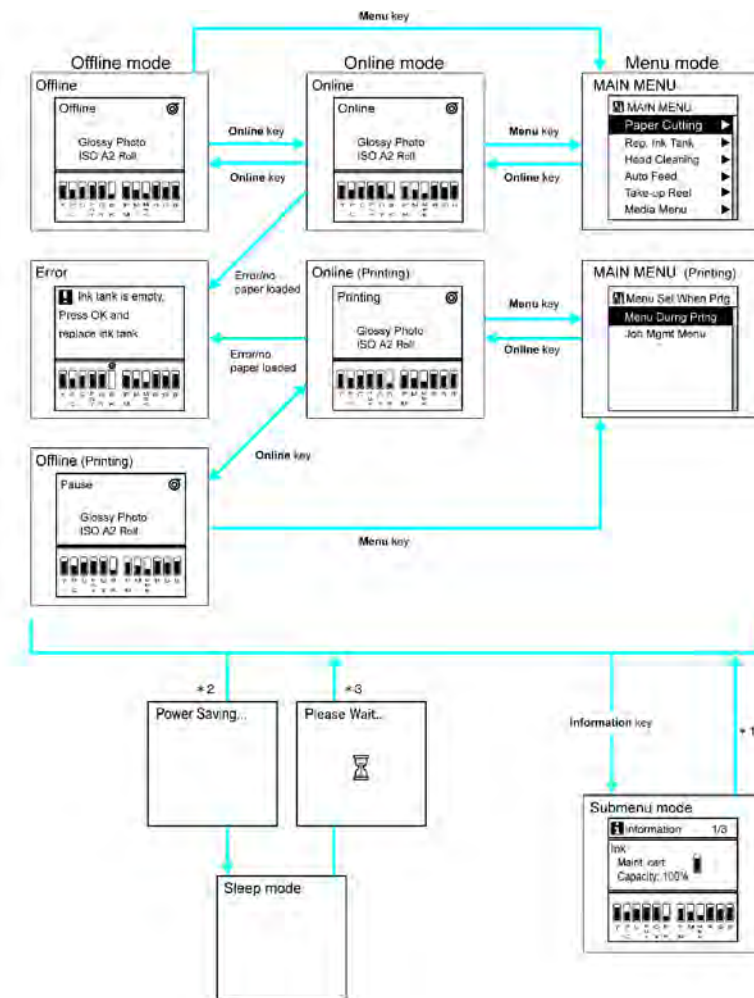 Menu key
Offline mode
Online mode
Menu mode
Offline
Online
MAIN MENU
Offline
Glossy Photo
ISO A2 Roll
Online key
Online key
Online
Glossy Photo
ISO A2 Roll
Menu key
Online key
MAIN MENU
Paper Cutting
Rep. Ink Tank
Head Cleaning
Auto Feed
Take-up Reel
Media Menu
Error
Ink tank is empty.
Press OK and
replace ink tank
Error/no
paper loaded
Error/no
paper loaded
Online (Printing)
Printing
Glossy Photo
ISO A2 Roll
Menu key
Online key
MAIN MENU (Printing)
Menu Sel When Prtg
Menu Durng Prtng
Job Mgmt Menu
Offline (Printing)
Pause
Glossy Photo
ISO A2 Roll
Online key
Menu key
*2
*3
Power Saving...
Please Wait..
Information key
*1
Submenu mode
Information 1/3
Ink
Maint. cart
Capacity: 100%
Sleep mode